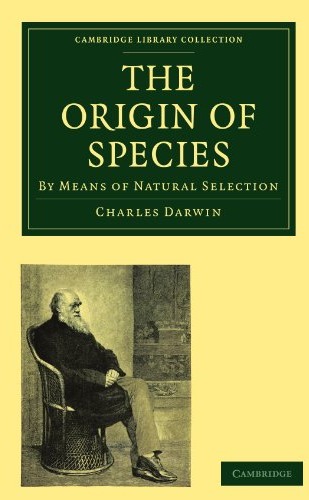 CAMBRIDGE LIBRARY COLLECTION
THE
ORIGIN OF
SPECIES
BY MEANS OF NATURAL SELECTION
CHARLES DARWIN
CAMBRIDGE